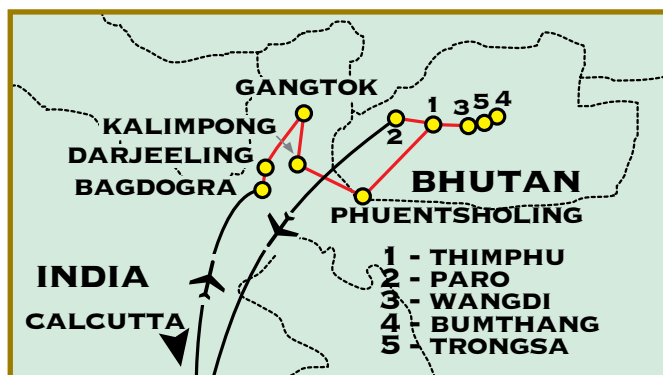 GANGTOK
KALIMPONG
DARJEELING
BAGDOGRA
1
2
3
5
4
BHUTAN
PHUENTSHOLING
INDIA
CALCUTTA
1 - THIMPHU
2 - PARO
3 - WANGDI
4 - BUMTHANG
5 - TRONGSA